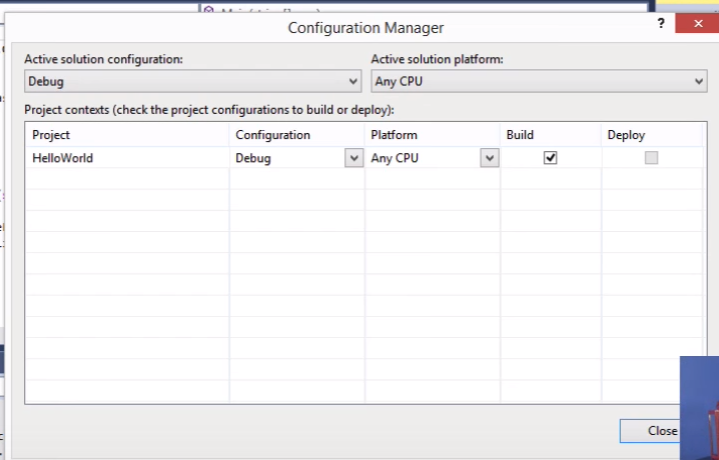 Configuration Manager
?
Active solution configuration: Active solution platform:
Debug Any CPU
Project contexts (check the project configurations to build or deploy):
Project Configuration Platform Build Deploy
HelloWorld Debug Any CPU
Close